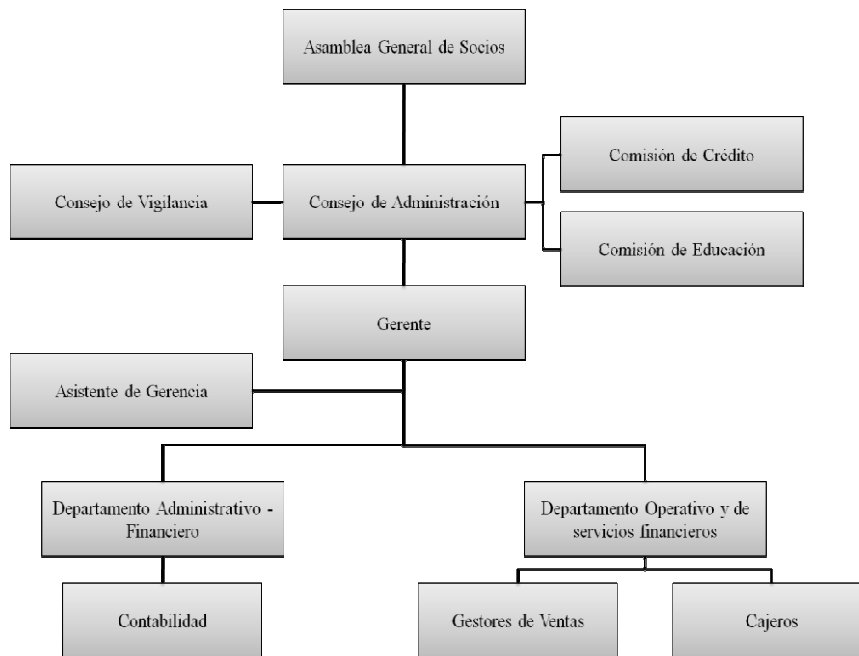 Asamblea General de Socios
Comisión de Crédito
Consejo de Vigilancia
Consejo de Administración
Comisión de Educación
Gerente
Asistente de Gerencia
Departamento Administrativo -
Financiero
Departamento Operativo y de
servicios financieros
Contabilidad
Gestores de Ventas
Cajeros